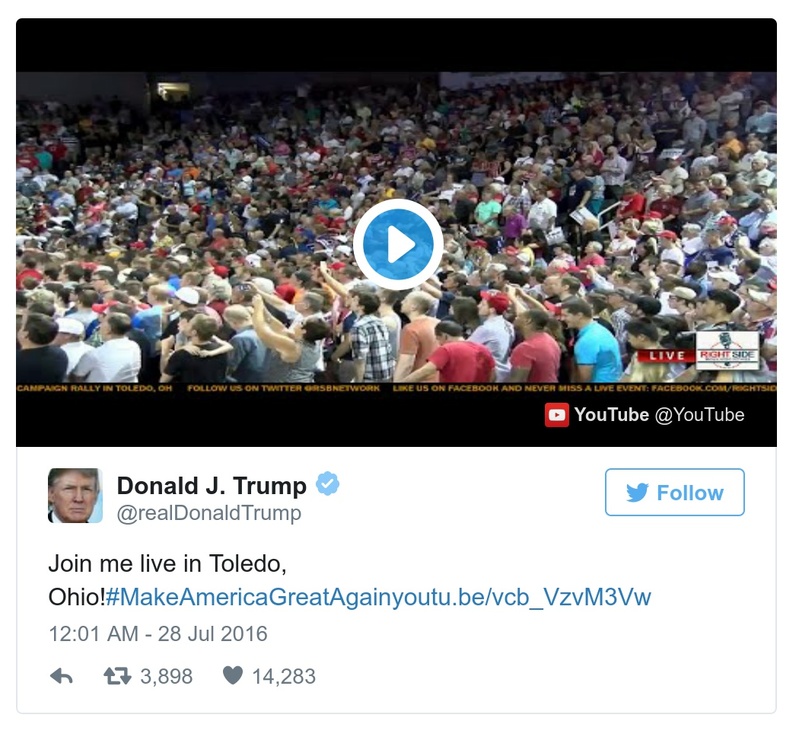 LIVE
RIGHT SIDE
CAMPAIGN RALLY IN TOLEDO, OH FOLLOW US ON TWITTER @RSBNETWORK LIKE US ON FACEBOOK AND NEVER MISS A LIVE EVENT: FACEBOOK.COM/RIGHTSID
YouTube @YouTube
Donald J. Trump
@realDonaldTrump
Follow
Join me live in Toledo,
Ohio!#MakeAmericaGreatAgainyoutu.be/vcb_VzvM3Vw
12:01 AM - 28 Jul 2016
3,898 14,283